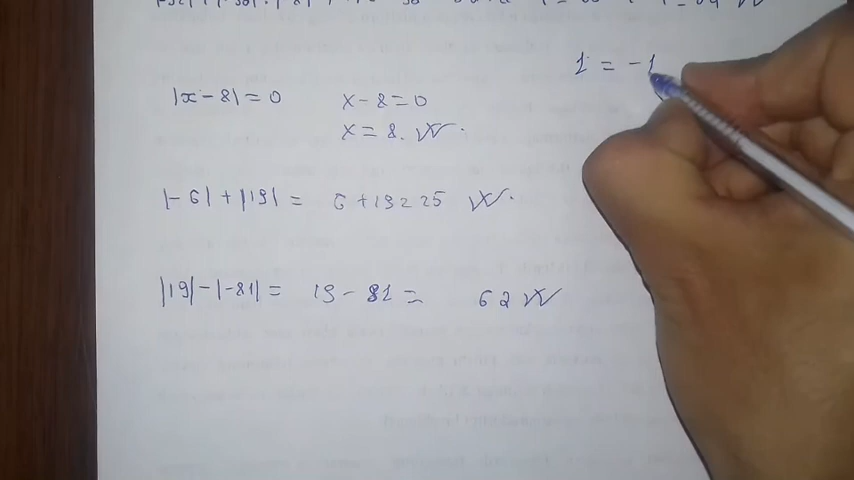 1 = -1
|x-8| = 0 x-8=0
x=8.
|-6| + |19| = 6+19=25
|19|-|-81| = 19-81= 62